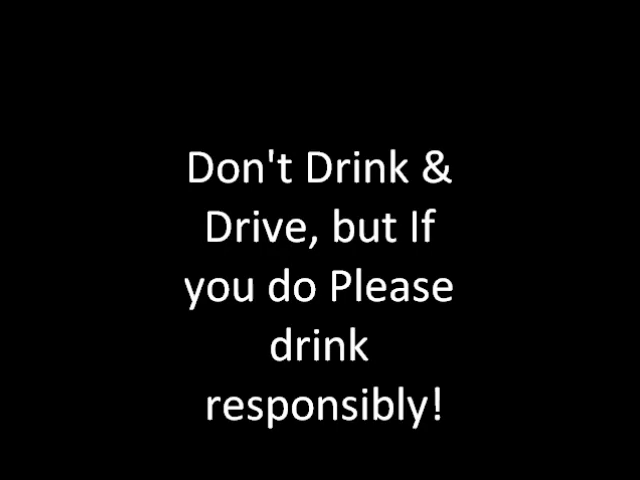 Don't Drink &
Drive, but If
you do Please
drink
responsibly!